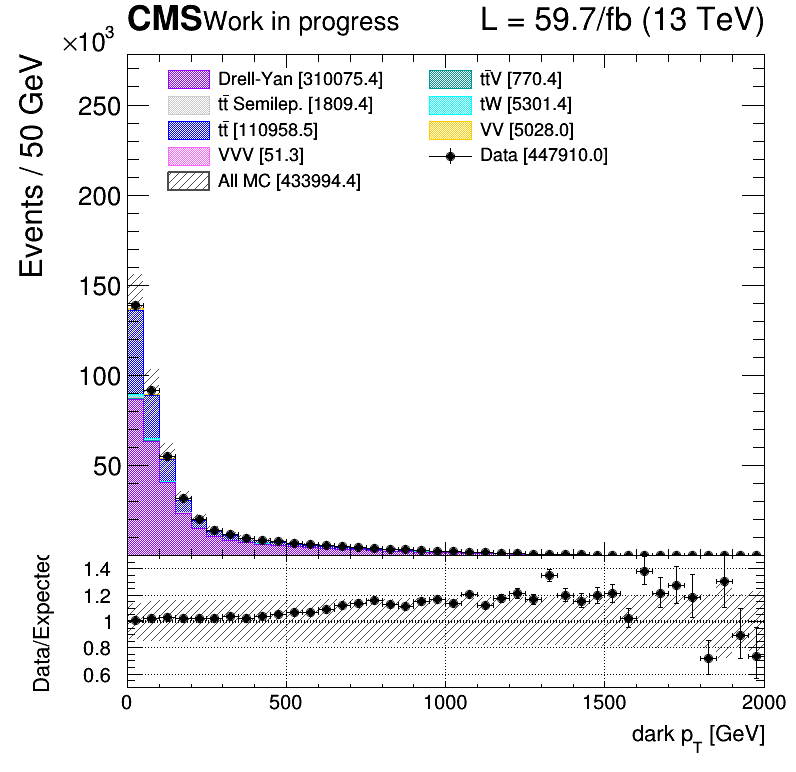 CMS Work in progress L = 59.7/fb (13 TeV)
×10³
Events / 50 GeV
250
200
150
100
50
Drell-Yan [310075.4]
tt̄ Semilep. [1809.4]
tt̄ [110958.5]
VVV [51.3]
All MC [433994.4]
tt̄V [770.4]
tW [5301.4]
VV [5028.0]
Data [447910.0]
Data/Expected
1.4
1.2
1
0.8
0.6
0 500 1000 1500 2000
dark p_T [GeV]